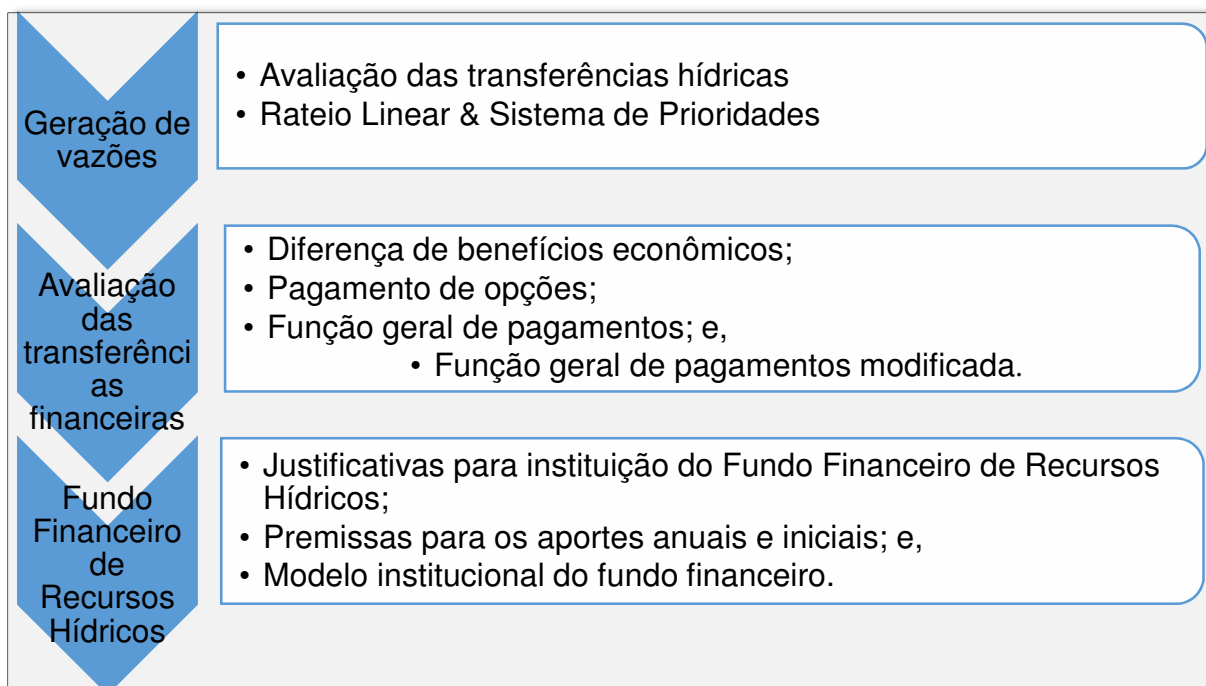 Geração de
vazões
• Avaliação das transferências hídricas
• Rateio Linear & Sistema de Prioridades
Avaliação
das
transferênci
as
financeiras
• Diferença de benefícios econômicos;
• Pagamento de opções;
• Função geral de pagamentos; e,
• Função geral de pagamentos modificada.
Fundo
Financeiro
de
Recursos
Hídricos
• Justificativas para instituição do Fundo Financeiro de Recursos
Hídricos;
• Premissas para os aportes anuais e iniciais; e,
• Modelo institucional do fundo financeiro.